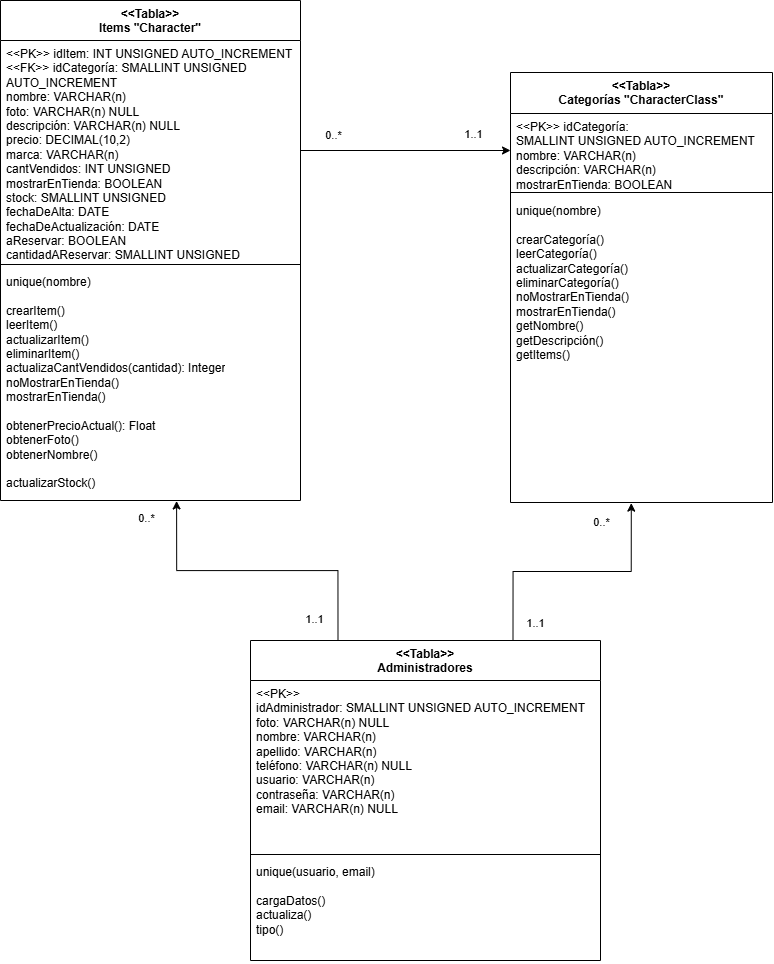 <<Tabla>>
Items "Character"
<<PK>> idItem: INT UNSIGNED AUTO_INCREMENT
<<FK>> idCategoría: SMALLINT UNSIGNED
AUTO_INCREMENT
nombre: VARCHAR(n)
foto: VARCHAR(n) NULL
descripción: VARCHAR(n) NULL
precio: DECIMAL(10,2)
marca: VARCHAR(n)
cantVendidos: INT UNSIGNED
mostrarEnTienda: BOOLEAN
stock: SMALLINT UNSIGNED
fechaDeAlta: DATE
fechaDeActualización: DATE
aReservar: BOOLEAN
cantidadAReservar: SMALLINT UNSIGNED
unique(nombre)
crearItem()
leerItem()
actualizarItem()
eliminarItem()
actualizaCantVendidos(cantidad): Integer
noMostrarEnTienda()
mostrarEnTienda()
obtenerPrecioActual(): Float
obtenerFoto()
obtenerNombre()
actualizarStock()
0..*
1..1
<<Tabla>>
Categorías "CharacterClass"
<<PK>> idCategoría:
SMALLINT UNSIGNED AUTO_INCREMENT
nombre: VARCHAR(n)
descripción: VARCHAR(n)
mostrarEnTienda: BOOLEAN
unique(nombre)
crearCategoría()
leerCategoría()
actualizarCategoría()
eliminarCategoría()
noMostrarEnTienda()
mostrarEnTienda()
getNombre()
getDescripción()
getItems()
0..*
0..*
1..1
1..1
<<Tabla>>
Administradores
<<PK>>
idAdministrador: SMALLINT UNSIGNED AUTO_INCREMENT
foto: VARCHAR(n) NULL
nombre: VARCHAR(n)
apellido: VARCHAR(n)
teléfono: VARCHAR(n) NULL
usuario: VARCHAR(n)
contraseña: VARCHAR(n)
email: VARCHAR(n) NULL
unique(usuario, email)
cargaDatos()
actualiza()
tipo()